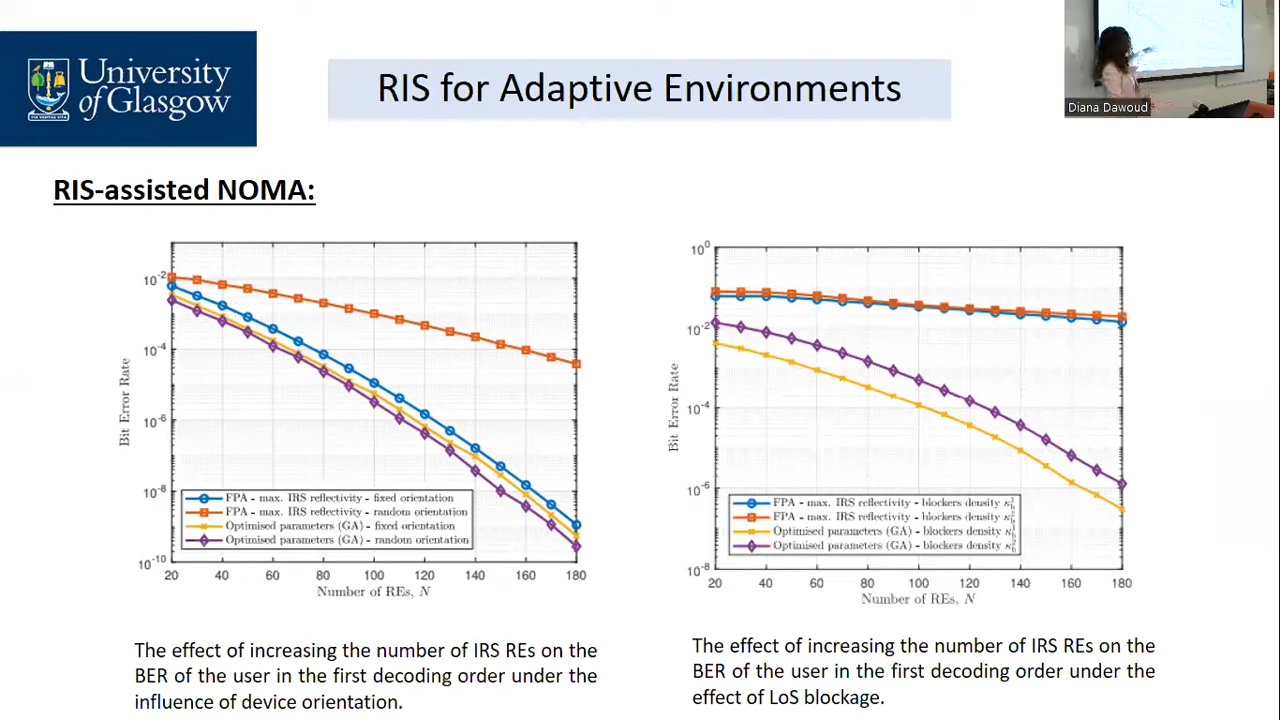 University
of Glasgow
VIA VERITAS VITA
RIS for Adaptive Environments
Diana Dawoud
RIS-assisted NOMA:
Bit Error Rate
10^-2
10^-4
10^-6
10^-8
10^-10
FPA - max. IRS reflectivity - fixed orientation
FPA - max. IRS reflectivity - random orientation
Optimised parameters (GA) - fixed orientation
Optimised parameters (GA) - random orientation
20 40 60 80 100 120 140 160 180
Number of REs, N
Bit Error Rate
10^0
10^-2
10^-4
10^-6
10^-8
FPA - max. IRS reflectivity - blockers density
FPA - max. IRS reflectivity - blockers density
Optimised parameters (GA) - blockers density
Optimised parameters (GA) - blockers density
20 40 60 80 100 120 140 160 180
Number of REs, N
The effect of increasing the number of IRS REs on the
BER of the user in the first decoding order under the
influence of device orientation.
The effect of increasing the number of IRS REs on the
BER of the user in the first decoding order under the
effect of LoS blockage.